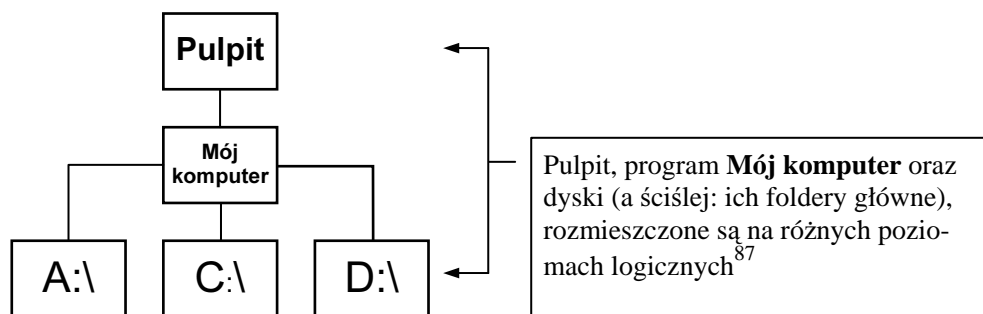 Pulpit
Mój
komputer
A:\
C:\
D:\
Pulpit, program Mój komputer oraz
dyski (a ściślej: ich foldery główne),
rozmieszczone są na różnych pozio-
mach logicznych87